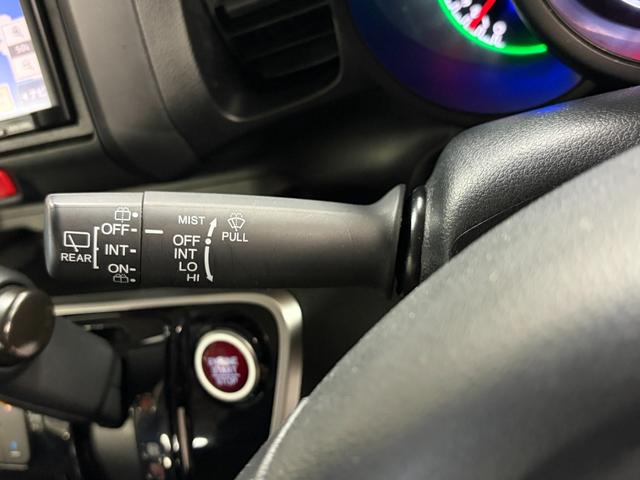 MIST
OFF
PULL
OFF
INT
INT
REAR
LO
ON
HI
ENGINE
START
STOP